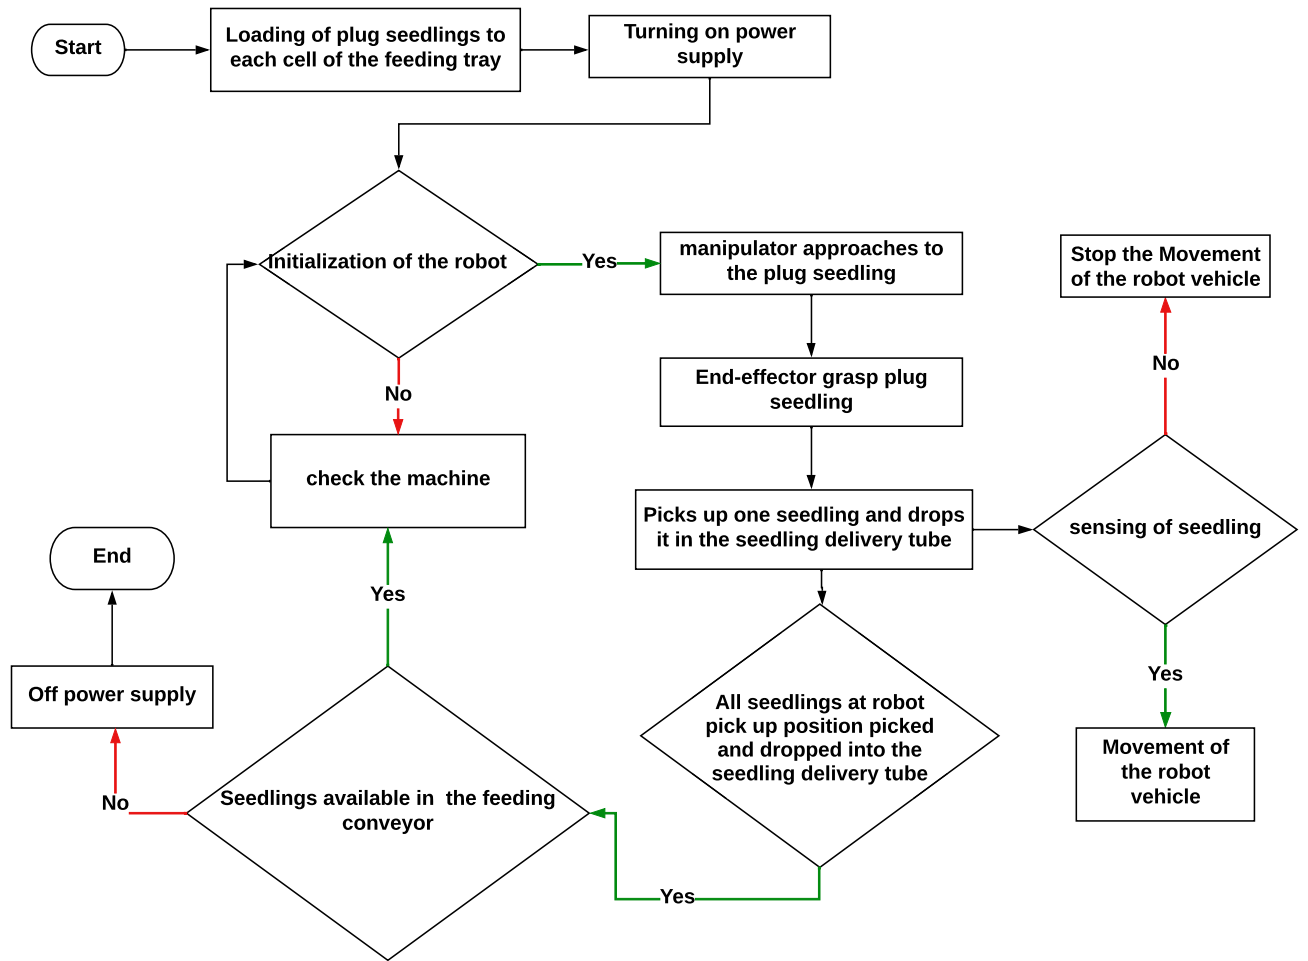 Start
Loading of plug seedlings to
each cell of the feeding tray
Turning on power
supply
Initialization of the robot
Yes
manipulator approaches to
the plug seedling
Stop the Movement
of the robot vehicle
No
No
End-effector grasp plug
seedling
check the machine
Picks up one seedling and drops
it in the seedling delivery tube
sensing of seedling
End
Yes
Yes
Off power supply
All seedlings at robot
pick up position picked
and dropped into the
seedling delivery tube
Movement of
the robot
vehicle
No
Seedlings available in  the feeding
conveyor
Yes